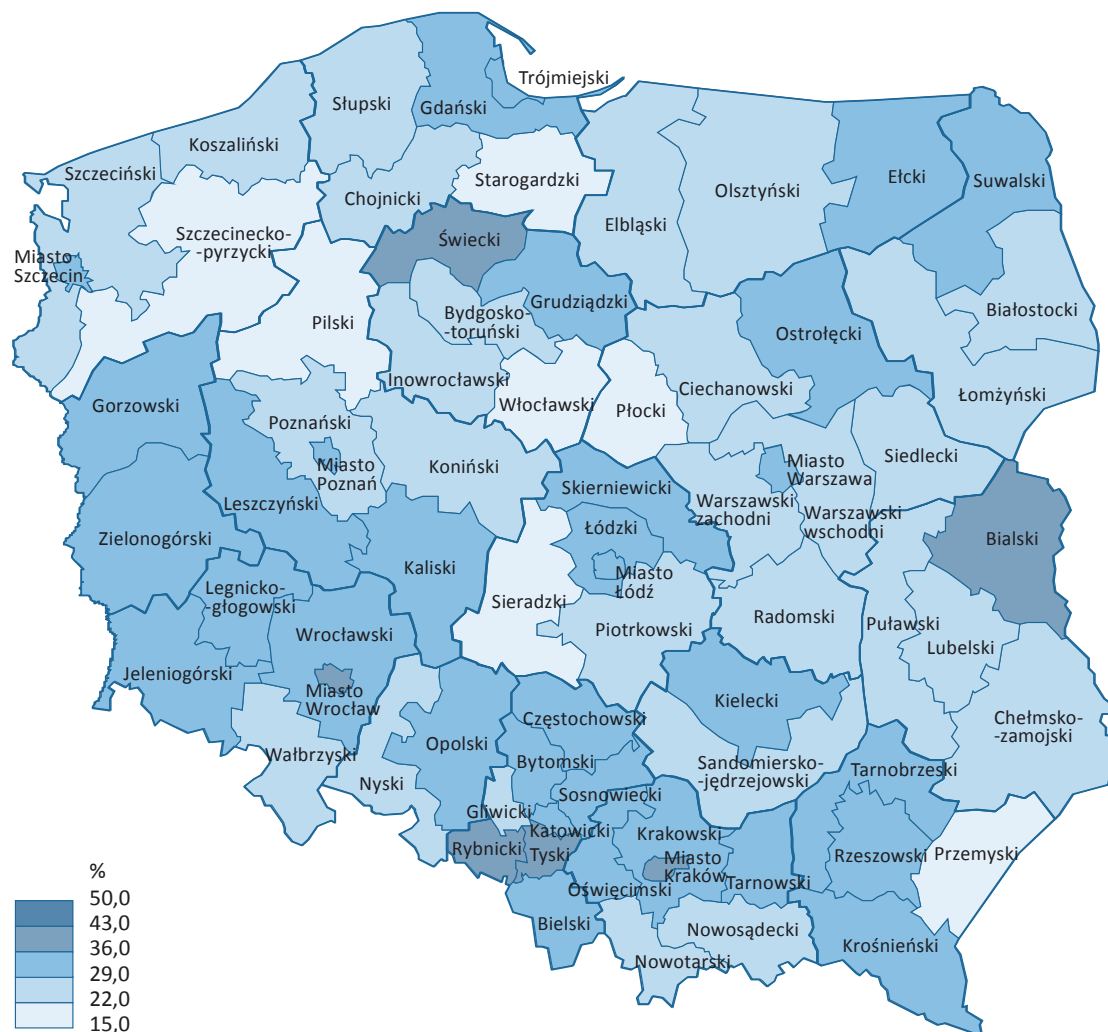 Trójmiejski
Słupski
Gdański
Koszaliński
Szczeciński
Starogardzki
Chojnicki
Olsztyński
Ełcki
Suwalski
Elbląski
Szczecinecko-
-pyrzycki
Świecki
Miasto
Szczecin
Grudziądzki
Bydgosko-
-toruński
Pilski
Ostrołęcki
Białostocki
Inowrocławski
Ciechanowski
Łomżyński
Gorzowski
Włocławski
Płocki
Poznański
Miasto
Poznań
Koniński
Siedlecki
Miasto
Warszawa
Skierniewicki
Warszawski
zachodni
Warszawski
wschodni
Leszczyński
Łódzki
Zielonogórski
Bialski
Kaliski
Miasto
Łódź
Legnicko-
-głogowski
Sieradzki
Radomski
Puławski
Wrocławski
Piotrkowski
Lubelski
Jeleniogórski
Miasto
Wrocław
Kielecki
Częstochowski
Chełmsko-
-zamojski
Opolski
Wałbrzyski
Bytomski
Sandomiersko-
-jędrzejowski
Tarnobrzeski
Nyski
Sosnowiecki
Gliwicki
Katowicki
Krakowski
Rybnicki
Tyski
Miasto
Kraków
Rzeszowski
Przemyski
Oświęcimski
Tarnowski
Bielski
Nowosądecki
Krośnieński
Nowotarski
%
50,0
43,0
36,0
29,0
22,0
15,0